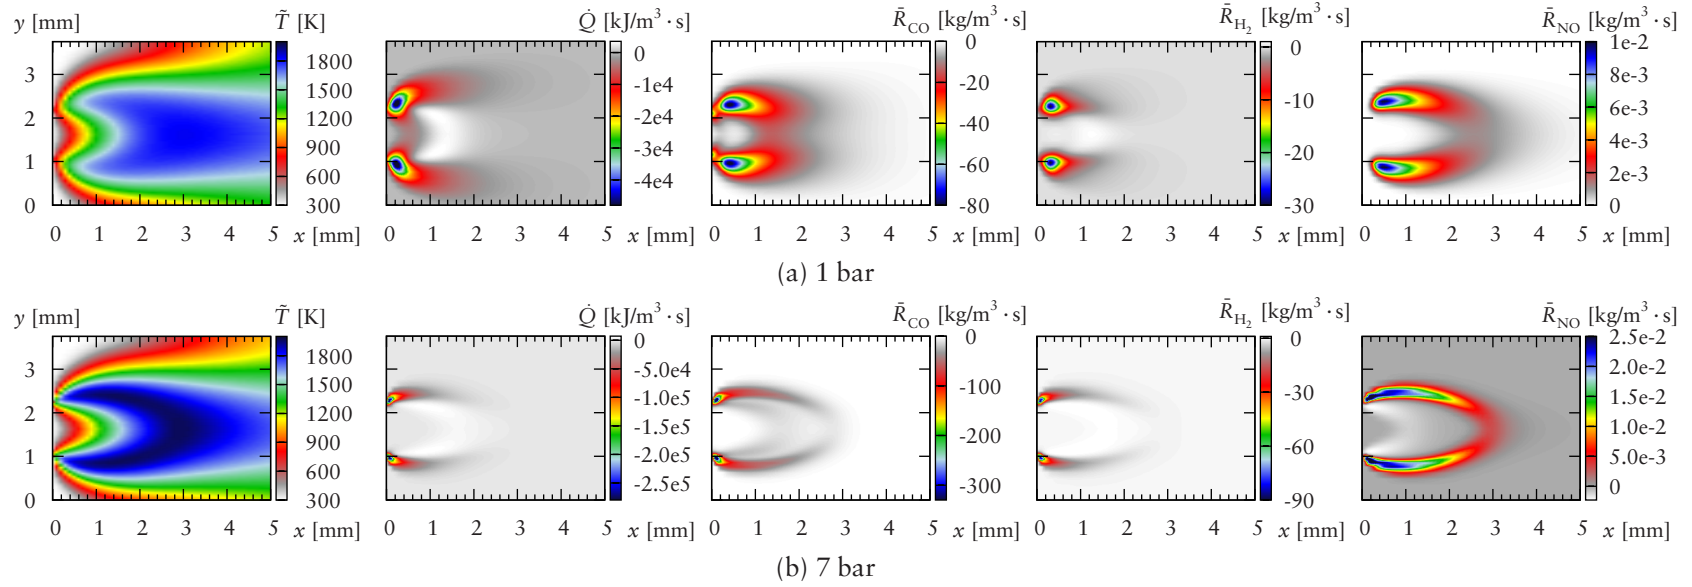 y [mm] T̃ [K] Q̇ [kJ/m³ · s] R̄CO [kg/m³ · s] R̄H₂ [kg/m³ · s] R̄NO [kg/m³ · s]
3 1800 0 0 0 1e-2
1500 -1e4 -20 8e-3
2 1200 -2e4 -10 6e-3
900 -3e4 -40 4e-3
1 600 -4e4 -60 -20 2e-3
0 300 -80 -30 0
0 1 2 3 4 5 x [mm] 0 1 2 3 4 5 x [mm] 0 1 2 3 4 5 x [mm] 0 1 2 3 4 5 x [mm] 0 1 2 3 4 5 x [mm]
(a) 1 bar
y [mm] T̃ [K] Q̇ [kJ/m³ · s] R̄CO [kg/m³ · s] R̄H₂ [kg/m³ · s] R̄NO [kg/m³ · s]
3 1800 0 0 0 2.5e-2
1500 -5.0e4 -100 -30 2.0e-2
2 1200 -1.0e5 1.5e-2
900 -1.5e5 -200 -60 1.0e-2
1 600 -2.0e5 5.0e-3
0 300 -2.5e5 -300 -90 0
0 1 2 3 4 5 x [mm] 0 1 2 3 4 5 x [mm] 0 1 2 3 4 5 x [mm] 0 1 2 3 4 5 x [mm] 0 1 2 3 4 5 x [mm]
(b) 7 bar